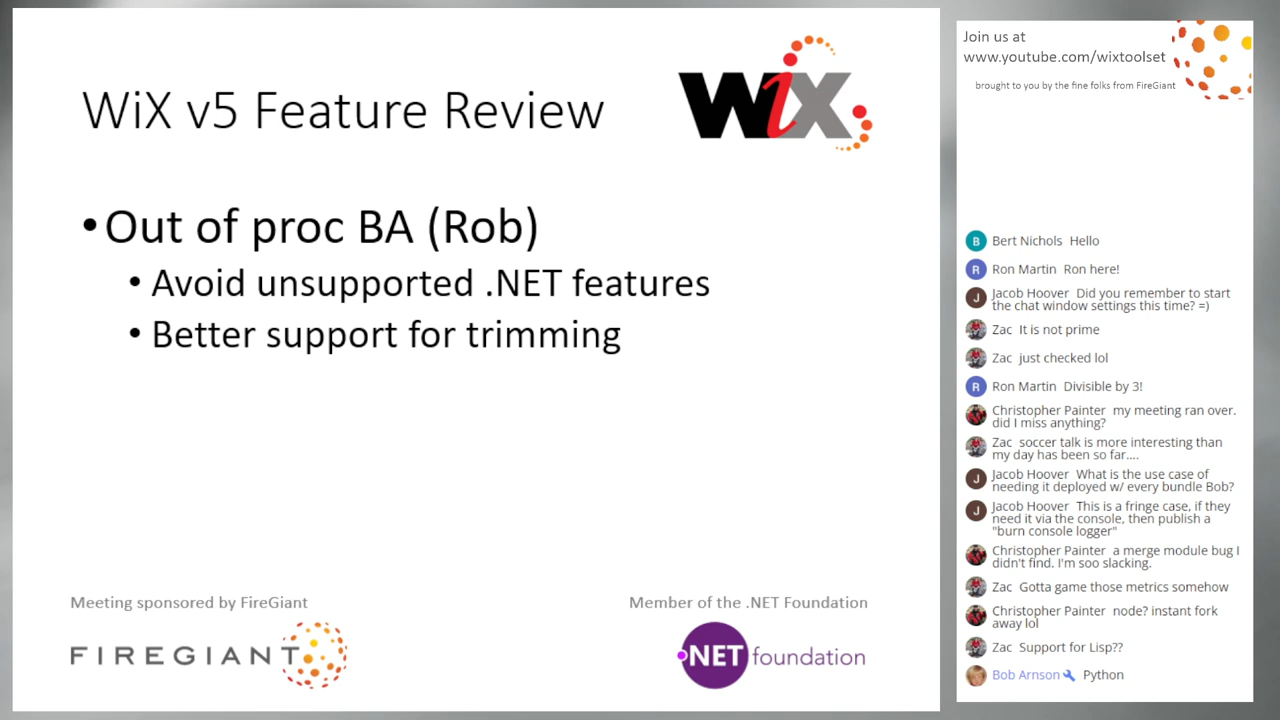 WiX v5 Feature Review
WiX
•Out of proc BA (Rob)
• Avoid unsupported .NET features
• Better support for trimming
Meeting sponsored by FireGiant
FIREGIANT
Member of the .NET Foundation
.NET foundation
Join us at
www.youtube.com/wixtoolset
brought to you by the fine folks from FireGiant
B Bert Nichols Hello
R Ron Martin Ron here!
J Jacob Hoover Did you remember to start
the chat window settings this time? =)
Zac It is not prime
Zac just checked lol
R Ron Martin Divisible by 3!
Christopher Painter my meeting ran over.
did I miss anything?
Zac soccer talk is more interesting than
my day has been so far....
J Jacob Hoover What is the use case of
needing it deployed w/ every bundle Bob?
J Jacob Hoover This is a fringe case, if they
need it via the console, then publish a
"burn console logger"
Christopher Painter a merge module bug I
didn't find. I'm soo slacking.
Zac Gotta game those metrics somehow
Christopher Painter node? instant fork
away lol
Zac Support for Lisp??
Bob Arnson Python